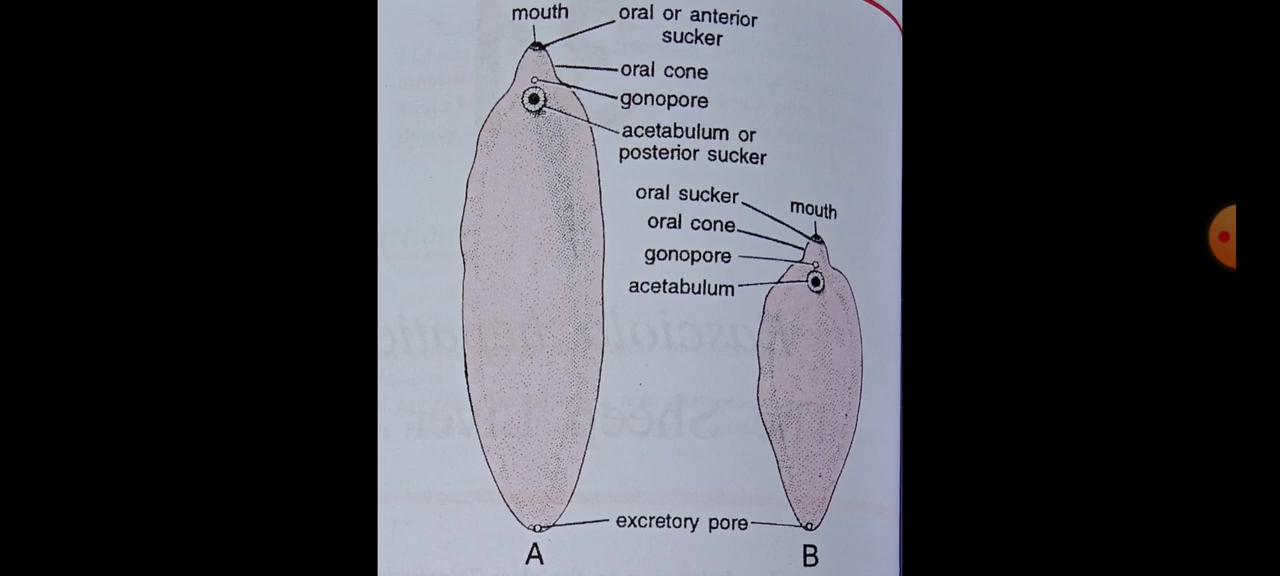 mouth
oral or anterior
sucker
oral cone
gonopore
acetabulum or
posterior sucker
oral sucker
mouth
oral cone
gonopore
acetabulum
excretory pore
A
B